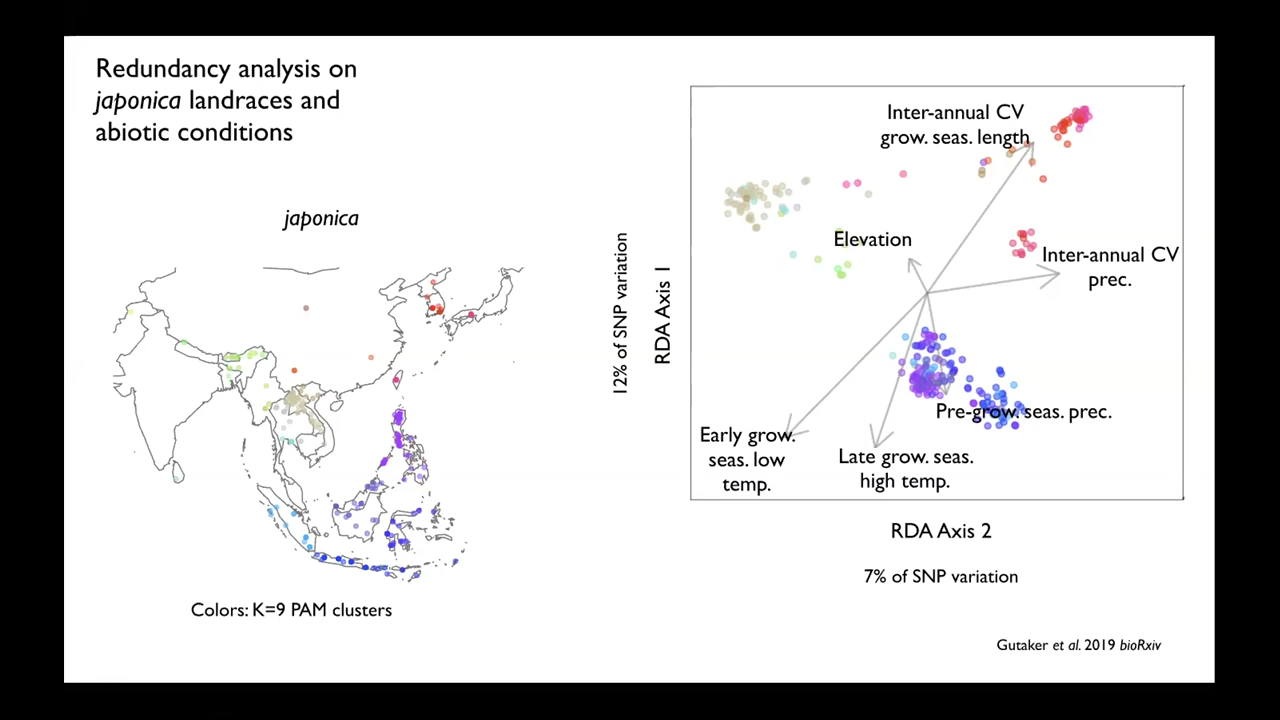 Redundancy analysis on
japonica landraces and
abiotic conditions
japonica
Colors: K=9 PAM clusters
12% of SNP variation
RDA Axis 1
Inter-annual CV
grow. seas. length
Elevation
Inter-annual CV
prec.
Pre-grow. seas. prec.
Early grow.
seas. low
temp.
Late grow. seas.
high temp.
RDA Axis 2
7% of SNP variation
Gutaker et al. 2019 bioRxiv